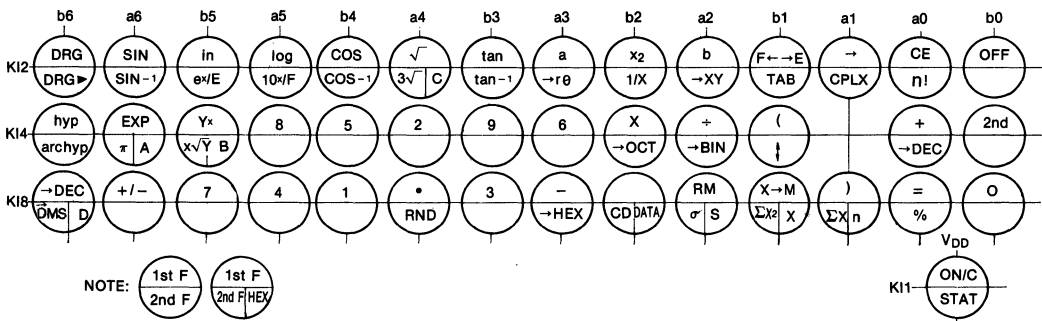 b6 a6 b5 a5 b4 a4 b3 a3 b2 a2 b1 a1 a0 b0
DRG SIN in log COS √ tan a x2 b F←→E → CE OFF
KI2
DRG► SIN-1 ex/E 10x/F COS-1 3√ C tan-1 →rθ 1/X →XY TAB CPLX n!
hyp EXP Yx 8 5 2 9 6 X ÷ ( + 2nd
KI4
archyp π A x√Y B →OCT →BIN ↕ →DEC
→DEC +/- 7 4 1 • 3 − RM X→M ) = O
KI8
DMS D RND →HEX CD DATA σ S Σx2 X ΣX n %
VDD
1st F 1st F ON/C
NOTE: KI1
2nd F 2nd F HEX STAT